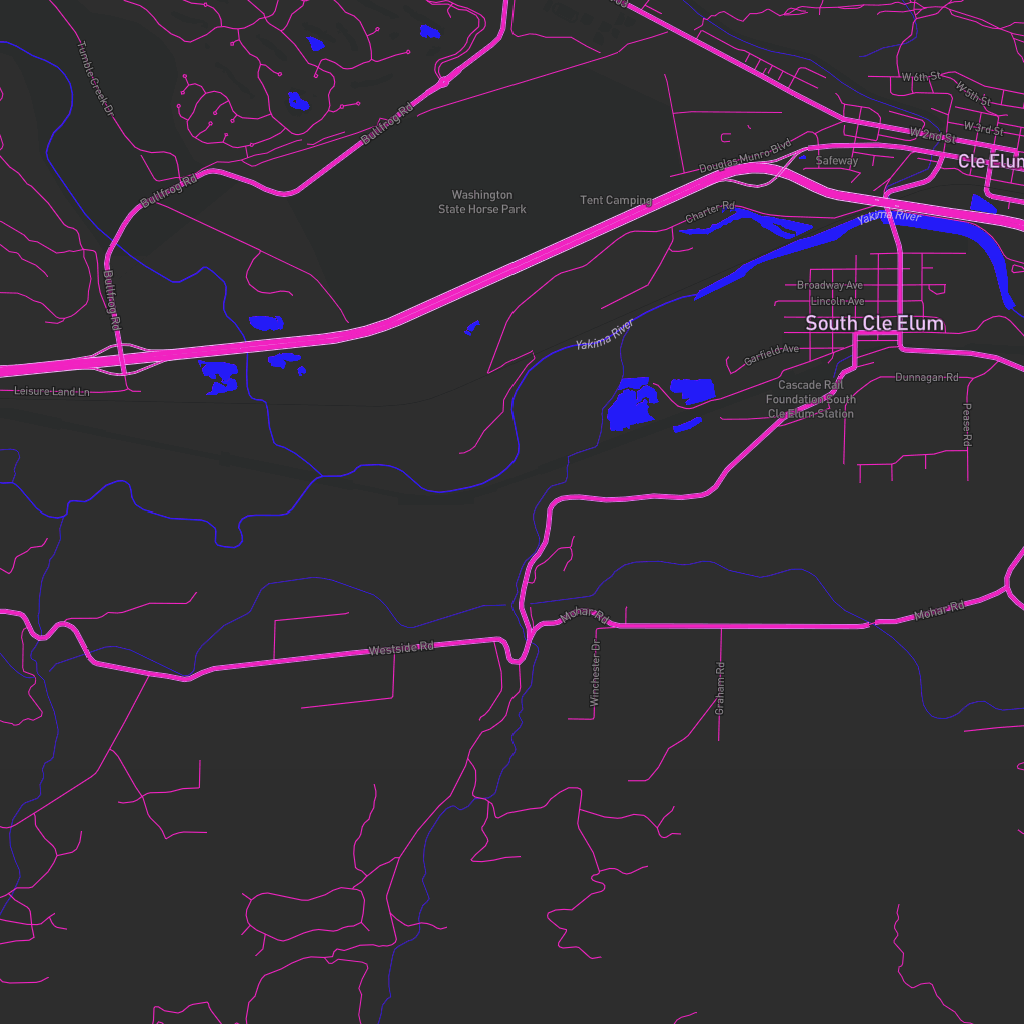 Tumble Creek Dr
Bullfrog Rd
W 6th St
W 5th St
W 3rd St
W 2nd St
Cle Elum
Douglas Munro Blvd
Safeway
Bullfrog Rd
Washington
State Horse Park
Tent Camping
Charter Rd
Yakima River
Bullfrog Rd
Broadway Ave
Lincoln Ave
South Cle Elum
Yakima River
Garfield Ave
Leisure Land Ln
Dunnagan Rd
Cascade Rail
Foundation South
Cle Elum Station
Pease Rd
Mohar Rd
Mohar Rd
Westside Rd
Winchester Dr
Graham Rd